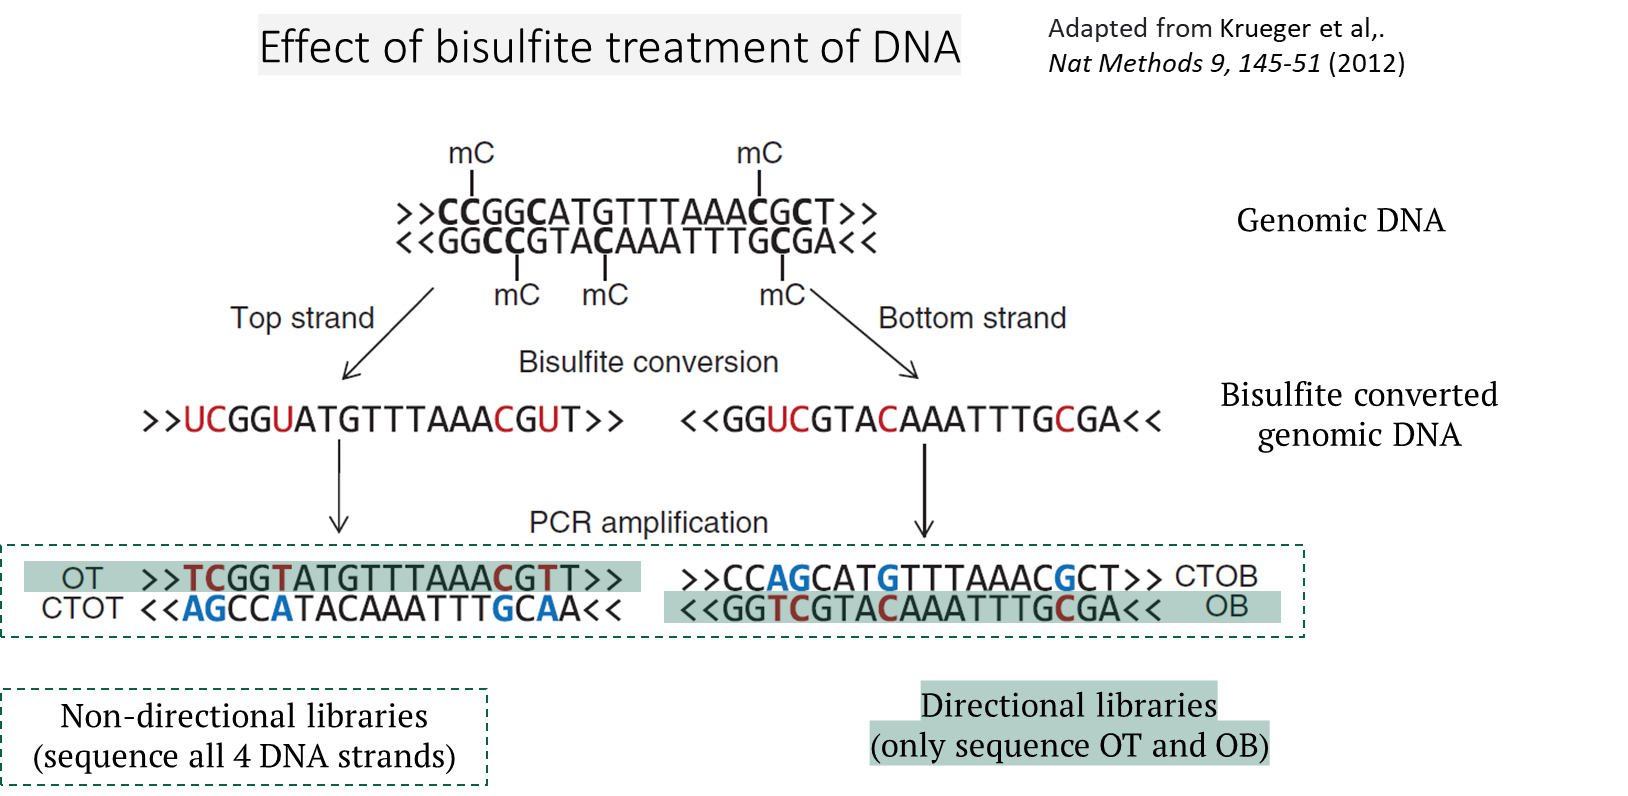 Effect of bisulfite treatment of DNA
Adapted from Krueger et al,.
Nat Methods 9, 145-51 (2012)
mC mC
>>CCGGCATGTTTAAACGCT>>
<<GGCCGTACAAATTTGCGA<<
Genomic DNA
mC mC mC
Top strand
Bottom strand
Bisulfite conversion
>>UCGGUATGTTTAAACGUT>>
<<GGUCGTACAAATTTGCGA<<
Bisulfite converted
genomic DNA
PCR amplification
OT >>TCGGTATGTTTAAACGTT>>
CTOT <<AGCCATACAAATTTGCAA<<
>>CCAGCATGTTTAAACGCT>> CTOB
<<GGTCGTACAAATTTGCGA<< OB
Non-directional libraries
(sequence all 4 DNA strands)
Directional libraries
(only sequence OT and OB)